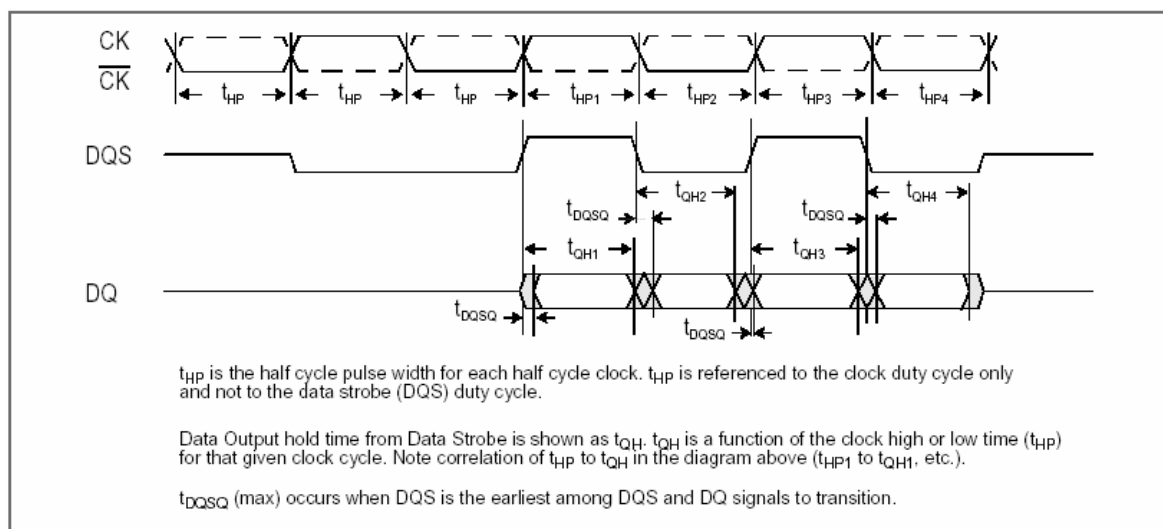 CK
CK
tHP tHP tHP tHP1 tHP2 tHP3 tHP4
DQS
tQH2 tQH4
tDQSQ tDQSQ
tQH1 tQH3
DQ
tDQSQ tDQSQ
tHP is the half cycle pulse width for each half cycle clock. tHP is referenced to the clock duty cycle only
and not to the data strobe (DQS) duty cycle.
Data Output hold time from Data Strobe is shown as tQH. tQH is a function of the clock high or low time (tHP)
for that given clock cycle. Note correlation of tHP to tQH in the diagram above (tHP1 to tQH1, etc.).
tDQSQ (max) occurs when DQS is the earliest among DQS and DQ signals to transition.